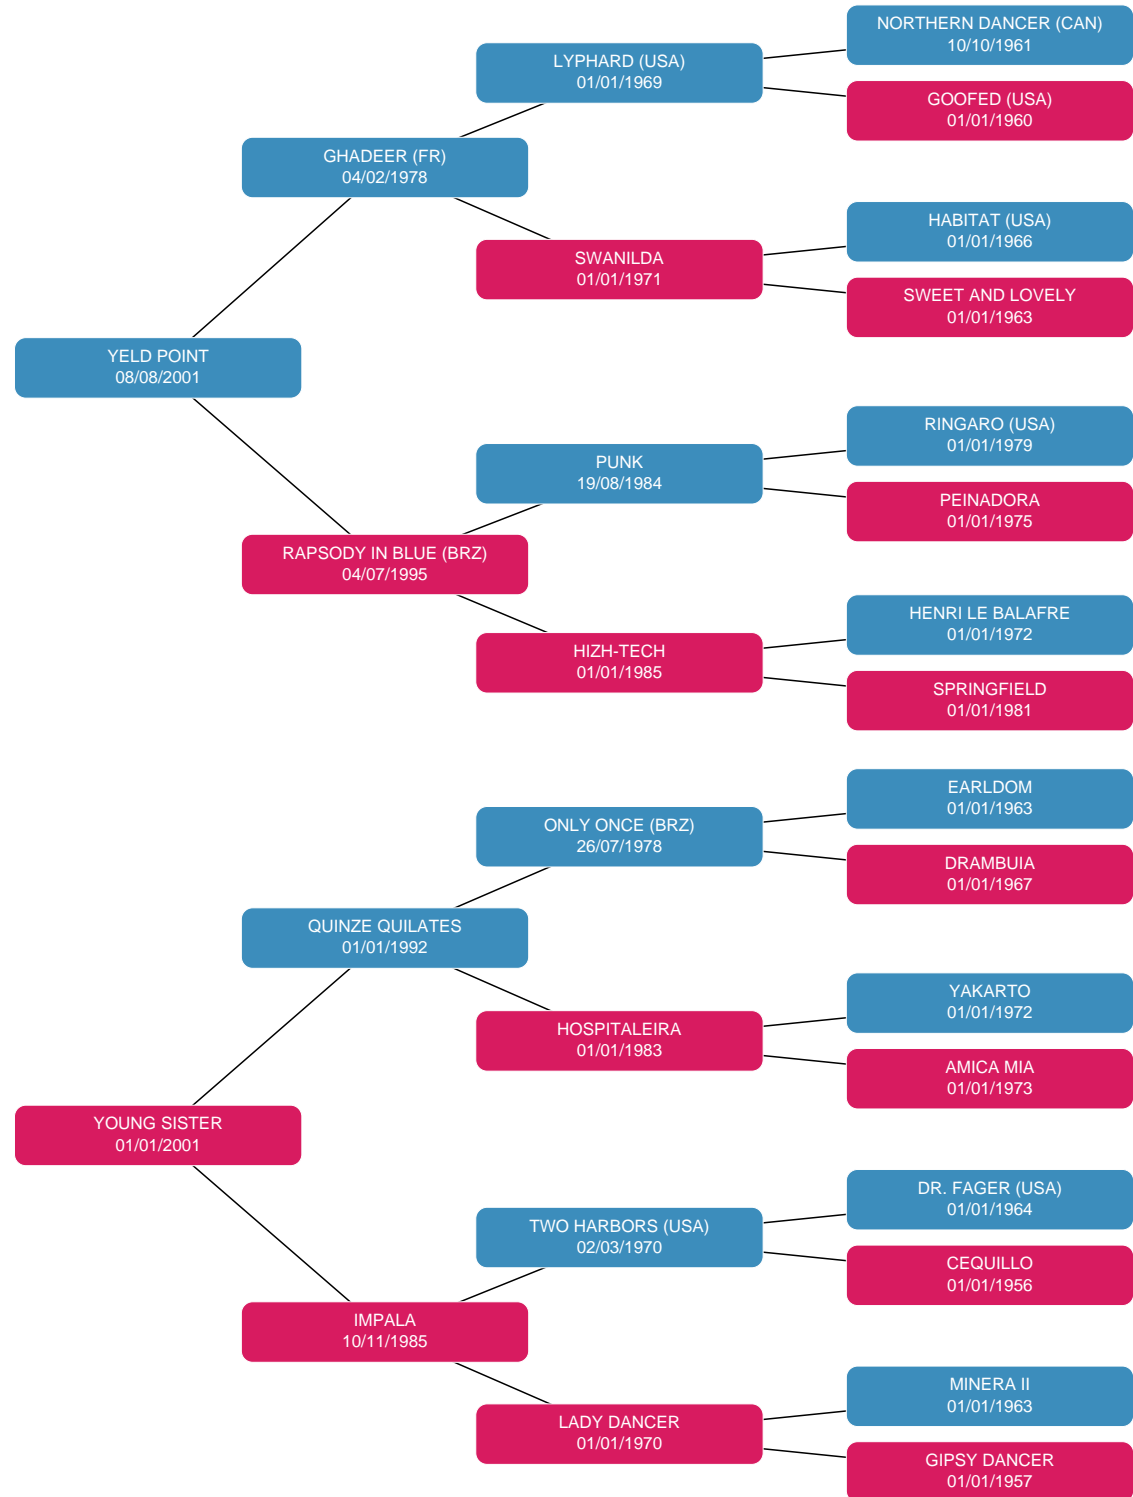 NORTHERN DANCER (CAN)
10/10/1961
LYPHARD (USA)
01/01/1969
GOOFED (USA)
01/01/1960
GHADEER (FR)
04/02/1978
HABITAT (USA)
01/01/1966
SWANILDA
01/01/1971
SWEET AND LOVELY
01/01/1963
YELD POINT
08/08/2001
RINGARO (USA)
01/01/1979
PUNK
19/08/1984
PEINADORA
01/01/1975
RAPSODY IN BLUE (BRZ)
04/07/1995
HENRI LE BALAFRE
01/01/1972
HIZH-TECH
01/01/1985
SPRINGFIELD
01/01/1981
EARLDOM
01/01/1963
ONLY ONCE (BRZ)
26/07/1978
DRAMBUIA
01/01/1967
QUINZE QUILATES
01/01/1992
YAKARTO
01/01/1972
HOSPITALEIRA
01/01/1983
AMICA MIA
01/01/1973
YOUNG SISTER
01/01/2001
DR. FAGER (USA)
01/01/1964
TWO HARBORS (USA)
02/03/1970
CEQUILLO
01/01/1956
IMPALA
10/11/1985
MINERA II
01/01/1963
LADY DANCER
01/01/1970
GIPSY DANCER
01/01/1957